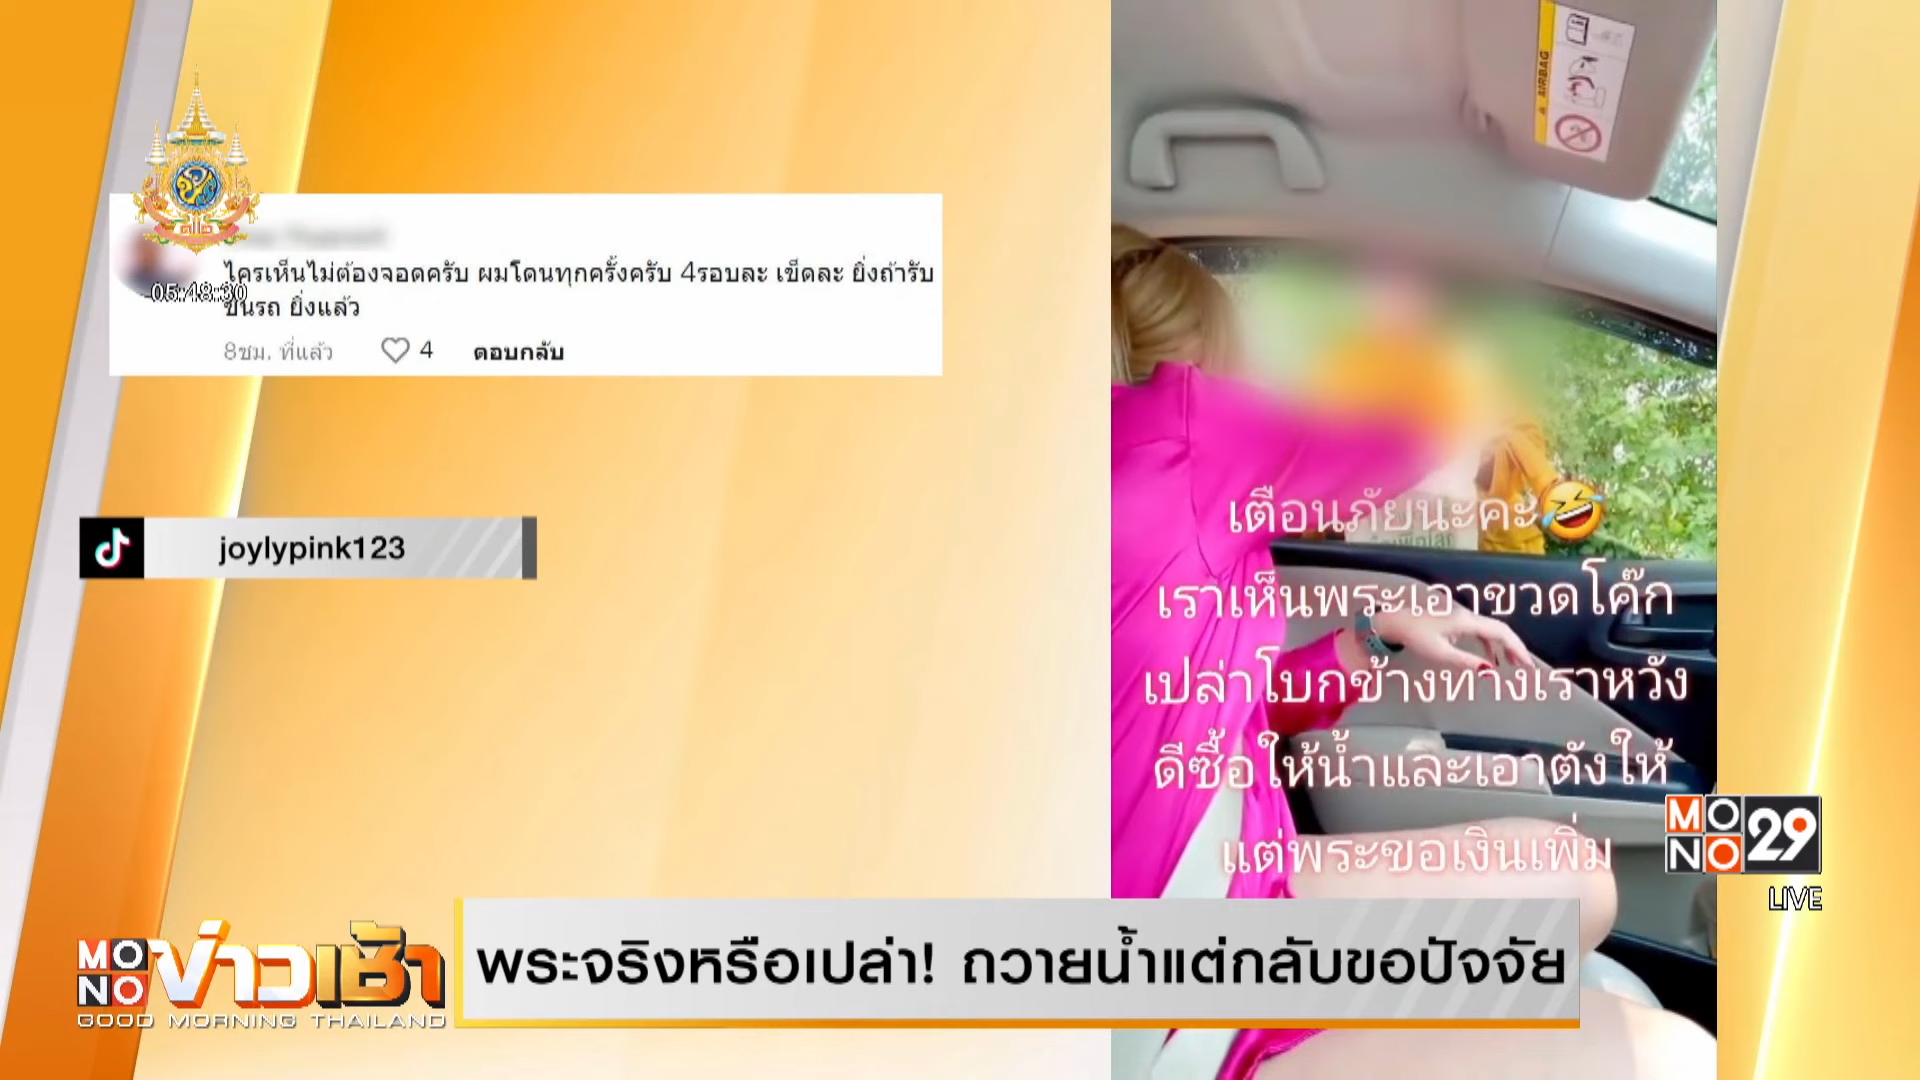 ใครเห็นไม่ต้องจอดครับ ผมโดนทุกครั้งครับ 4รอบละ เข็ดละ ยิ่งถ้ารับ
ขึ้นรถ ยิ่งแล้ว
05:48:30
8ชม. ที่แล้ว 4 ตอบกลับ
joylypink123
AIRBAG
เตือนภัยนะคะ🤣
เราเห็นพระเอาขวดโค๊ก
เปล่าโบกข้างทางเราหวัง
ดีซื้อให้น้ำและเอาตังให้
แต่พระขอเงินเพิ่ม
MONO 29
LIVE
MONO ข่าวเช้า
GOOD MORNING THAILAND
พระจริงหรือเปล่า! ถวายน้ำแต่กลับขอปัจจัย